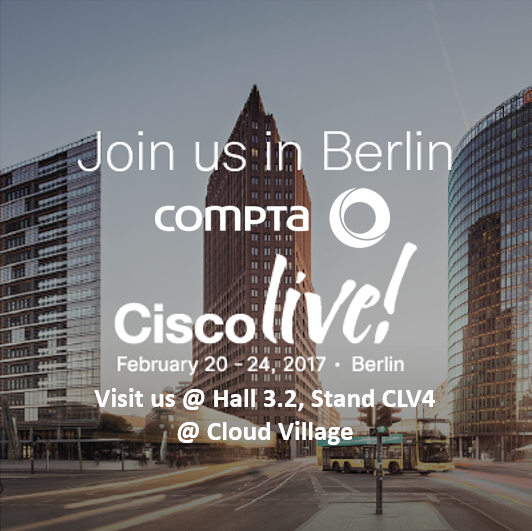 Join us in Berlin
compta
Cisco live!
February 20 - 24, 2017 • Berlin
Visit us @ Hall 3.2, Stand CLV4
@ Cloud Village